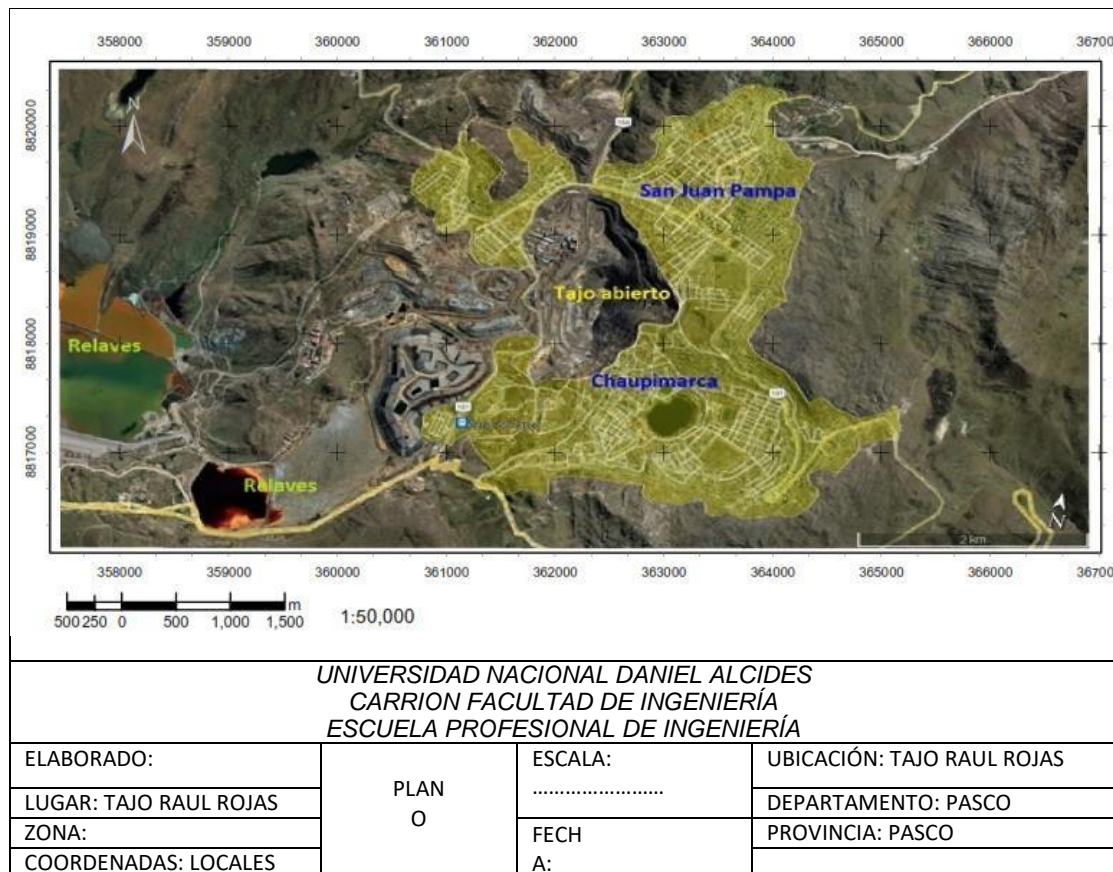 358000 359000 360000 361000 362000 363000 364000 365000 366000 367000
8820000
8819000
8818000
8817000
N
San Juan Pampa
Tajo abierto
Relaves
Chaupimarca
Relaves
N
2 km
358000 359000 360000 361000 362000 363000 364000 365000 366000 367000
500 250 0 500 1,000 1,500 m
1:50,000
UNIVERSIDAD NACIONAL DANIEL ALCIDES
CARRION FACULTAD DE INGENIERÍA
ESCUELA PROFESIONAL DE INGENIERÍA
ELABORADO:
LUGAR: TAJO RAUL ROJAS
ZONA:
COORDENADAS: LOCALES
PLAN
O
ESCALA:
........................
FECH
A:
UBICACIÓN: TAJO RAUL ROJAS
DEPARTAMENTO: PASCO
PROVINCIA: PASCO